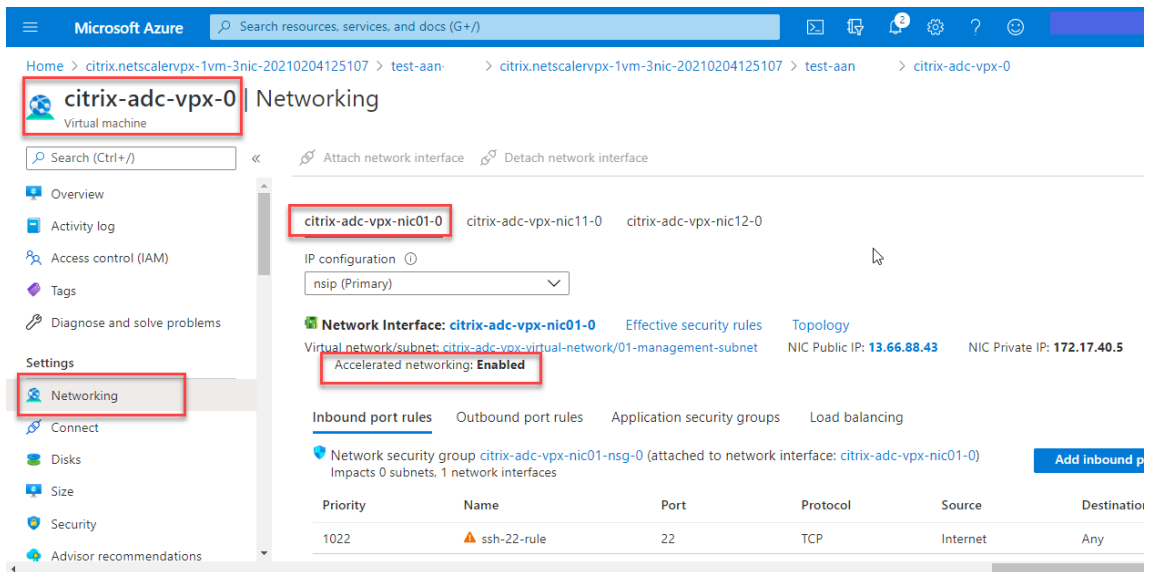 Microsoft Azure
Search resources, services, and docs (G+/)
2
Home > citrix.netscalervpx-1vm-3nic-20210204125107 > test-aan- > citrix.netscalervpx-1vm-3nic-20210204125107 > test-aan > citrix-adc-vpx-0
citrix-adc-vpx-0 | Networking
Virtual machine
Search (Ctrl+/)
«
Attach network interface Detach network interface
Overview
Activity log
Access control (IAM)
Tags
Diagnose and solve problems
Settings
Networking
Connect
Disks
Size
Security
Advisor recommendations
citrix-adc-vpx-nic01-0 citrix-adc-vpx-nic11-0 citrix-adc-vpx-nic12-0
IP configuration
nsip (Primary)
Network Interface: citrix-adc-vpx-nic01-0 Effective security rules Topology
Virtual network/subnet: citrix-adc-vpx-virtual-network/01-management-subnet NIC Public IP: 13.66.88.43 NIC Private IP: 172.17.40.5
Accelerated networking: Enabled
Inbound port rules Outbound port rules Application security groups Load balancing
Network security group citrix-adc-vpx-nic01-nsg-0 (attached to network interface: citrix-adc-vpx-nic01-0)
Impacts 0 subnets, 1 network interfaces
Add inbound p
Priority Name Port Protocol Source Destination
1022 ssh-22-rule 22 TCP Internet Any